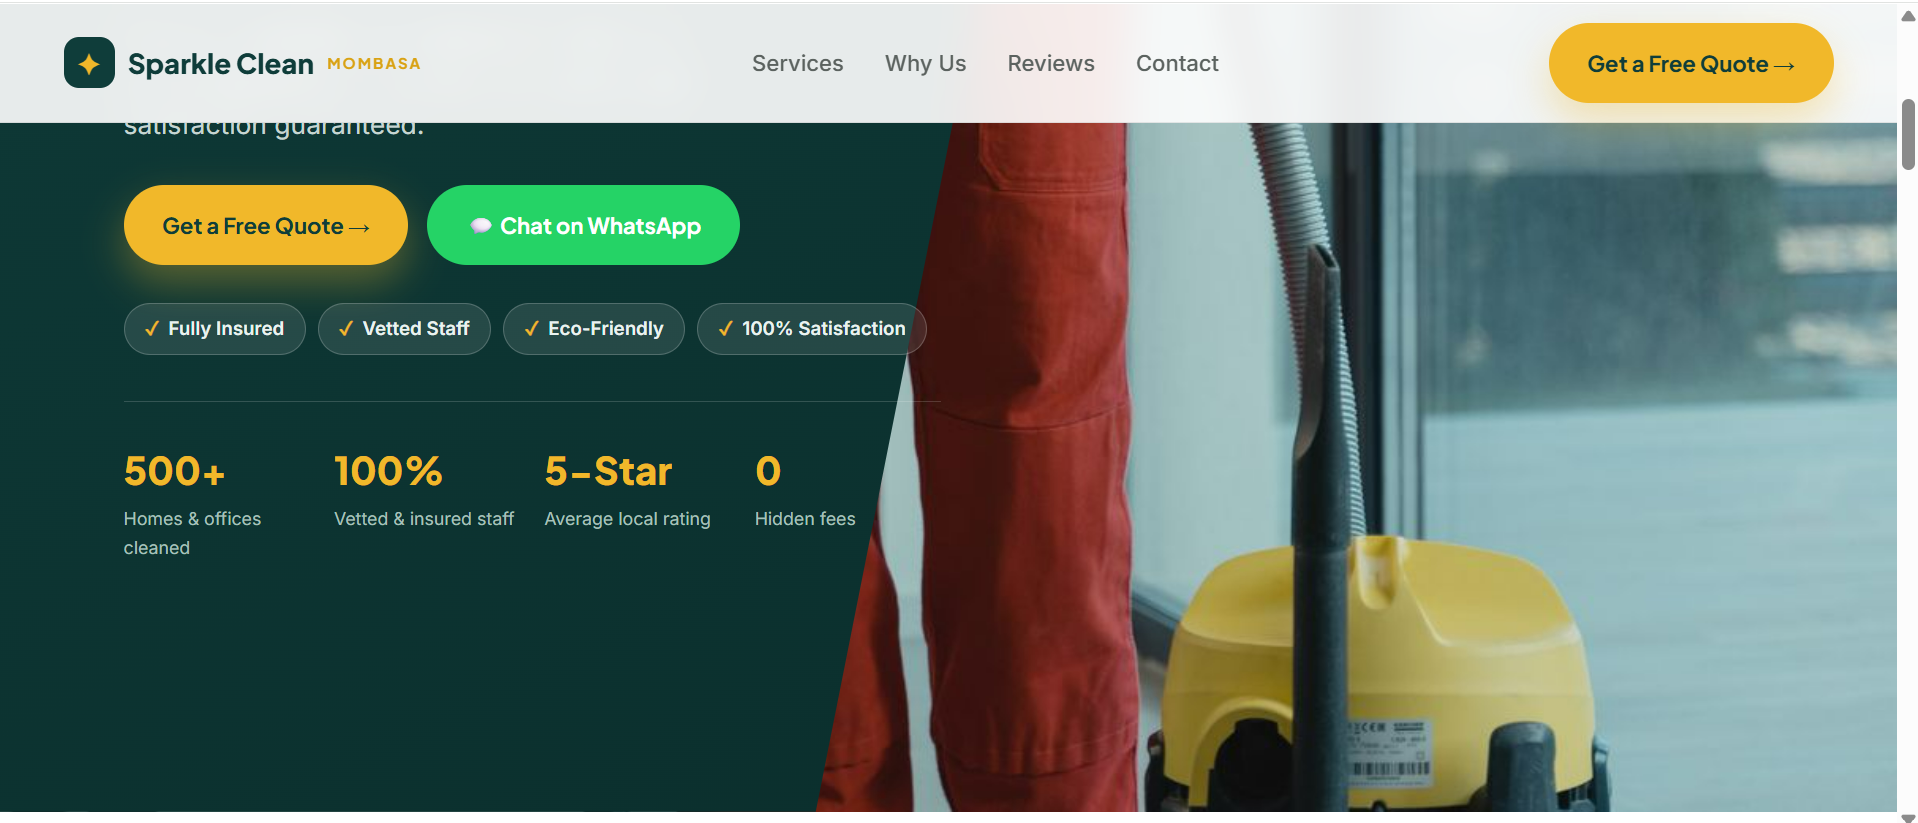 Sparkle Clean MOMBASA
Services Why Us Reviews Contact
Get a Free Quote →
satisfaction guaranteed.
Get a Free Quote →
Chat on WhatsApp
✓ Fully Insured
✓ Vetted Staff
✓ Eco-Friendly
✓ 100% Satisfaction
500+
Homes & offices
cleaned
100%
Vetted & insured staff
5-Star
Average local rating
0
Hidden fees